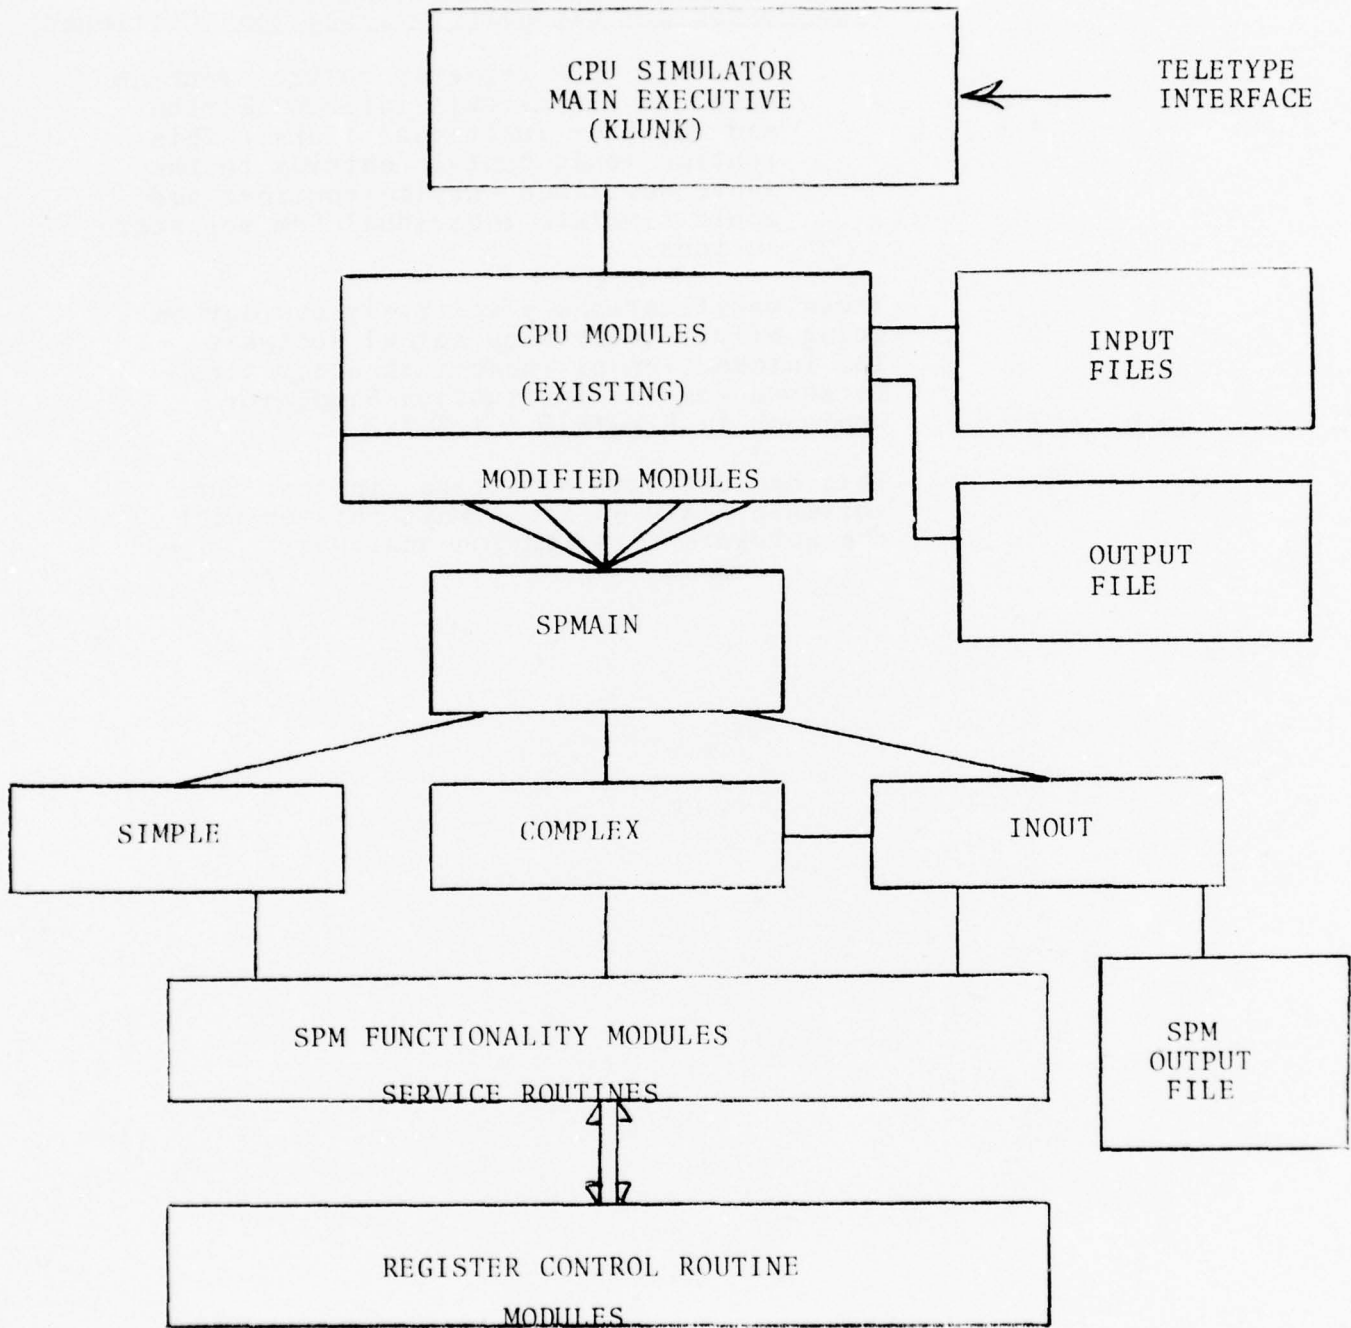 CPU SIMULATOR
MAIN EXECUTIVE
(KLUNK)
TELETYPE
INTERFACE
CPU MODULES
(EXISTING)
INPUT
FILES
MODIFIED MODULES
OUTPUT
FILE
SPMAIN
SIMPLE
COMPLEX
INOUT
SPM FUNCTIONALITY MODULES
SERVICE ROUTINES
SPM
OUTPUT
FILE
REGISTER CONTROL ROUTINE
MODULES